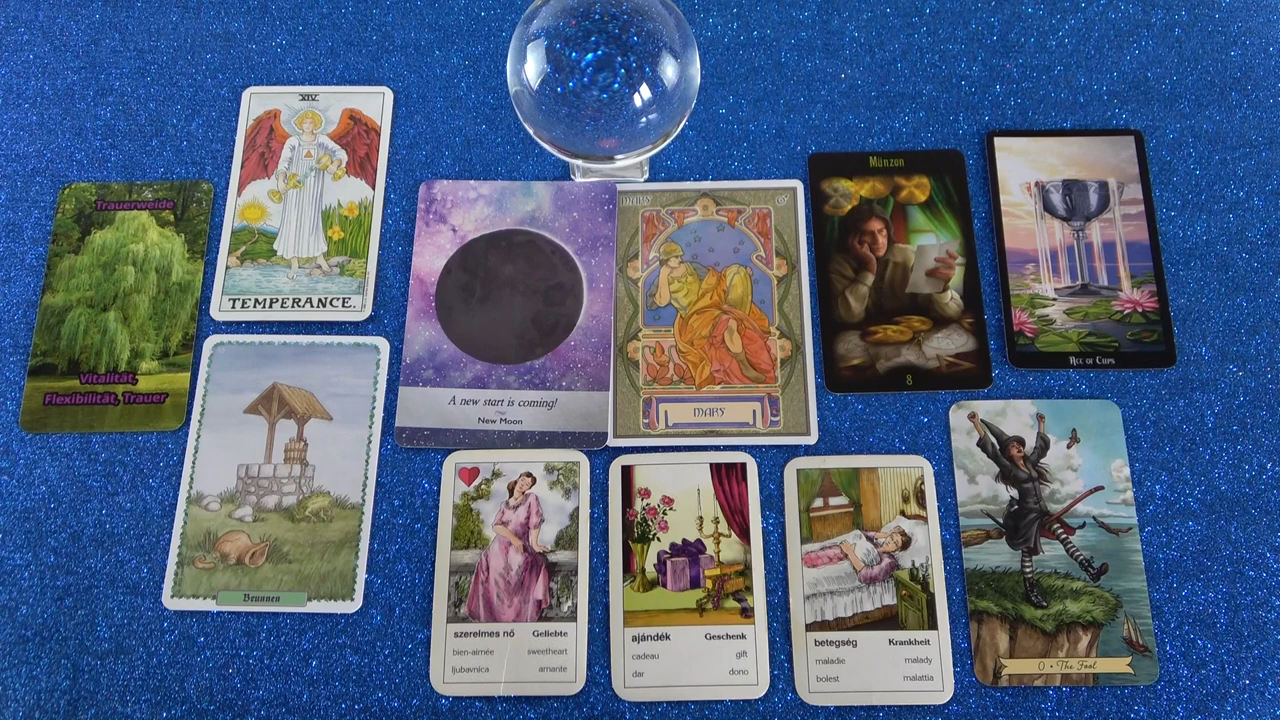 Trauerweide
Vitalität,
Flexibilität, Trauer
XIV
TEMPERANCE.
Brunnen
A new start is coming!
New Moon
MARS
MARS
Münzen
8
Ace of Cups
szerelmes nő Geliebte
bien-aimée sweetheart
ljubavnica amante
ajándék Geschenk
cadeau gift
dar dono
betegség Krankheit
maladie malady
bolest malattia
0 • The Fool